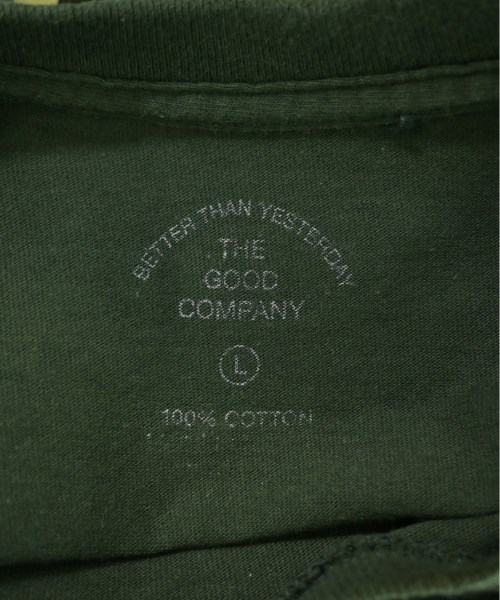 BETTER THAN YESTERDAY
THE
GOOD
COMPANY
L
100% COTTON